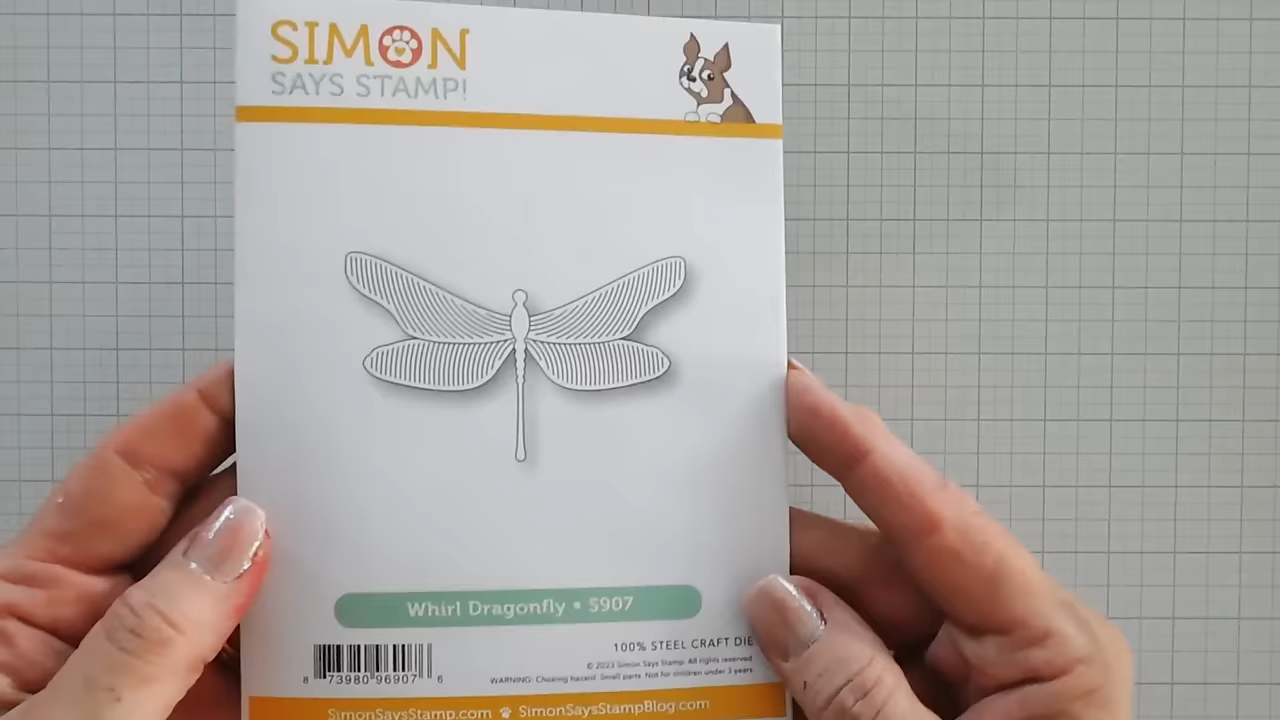 SIMON
SAYS STAMP!
Whirl Dragonfly • S907
100% STEEL CRAFT DIE
© 2023 Simon Says Stamp. All rights reserved.
WARNING: Choking hazard. Small parts. Not for children under 3 years.
8 73980 96907 6
SimonSaysStamp.com SimonSaysStampBlog.com